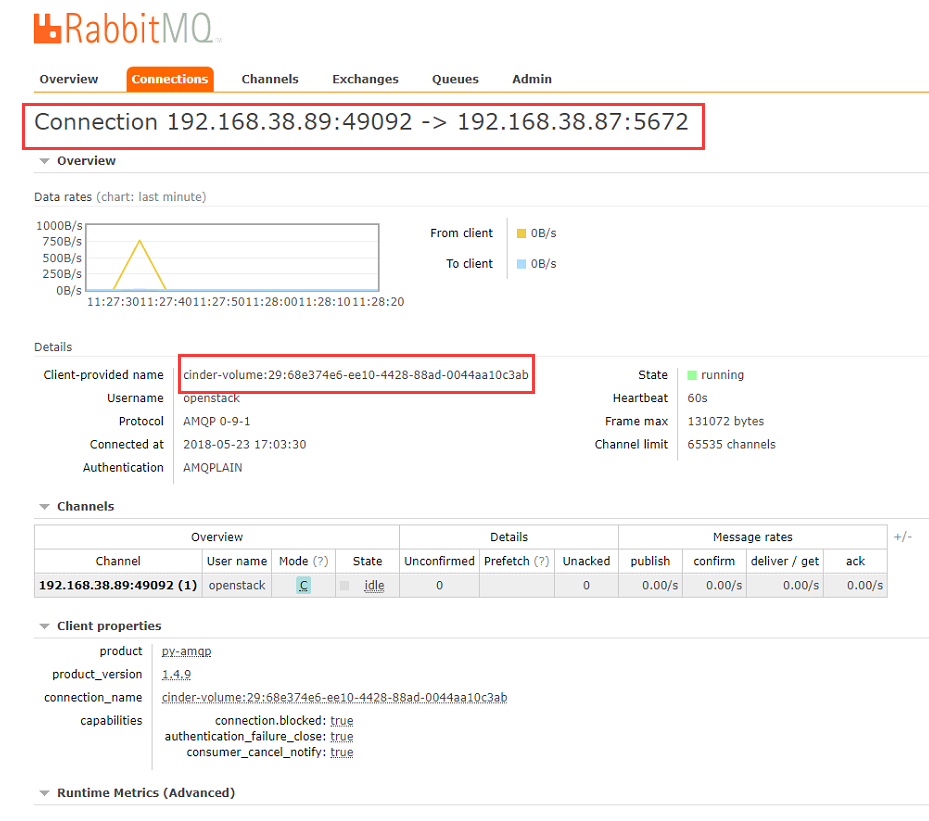 RabbitMQ
Overview Connections Channels Exchanges Queues Admin
Connection 192.168.38.89:49092 -> 192.168.38.87:5672
Overview
Data rates (chart: last minute)
1000B/s
750B/s
500B/s
250B/s
0B/s
11:27:30 11:27:40 11:27:50 11:28:00 11:28:10 11:28:20
From client 0B/s
To client 0B/s
Details
Client-provided name cinder-volume:29:68e374e6-ee10-4428-88ad-0044aa10c3ab
Username openstack
Protocol AMQP 0-9-1
Connected at 2018-05-23 17:03:30
Authentication AMQPLAIN
State running
Heartbeat 60s
Frame max 131072 bytes
Channel limit 65535 channels
Channels
Overview Details Message rates +/-
Channel User name Mode (?) State Unconfirmed Prefetch (?) Unacked publish confirm deliver / get ack
192.168.38.89:49092 (1) openstack C idle 0 0 0.00/s 0.00/s 0.00/s 0.00/s
Client properties
product py-amqp
product_version 1.4.9
connection_name cinder-volume:29:68e374e6-ee10-4428-88ad-0044aa10c3ab
capabilities connection.blocked: true
authentication_failure_close: true
consumer_cancel_notify: true
Runtime Metrics (Advanced)